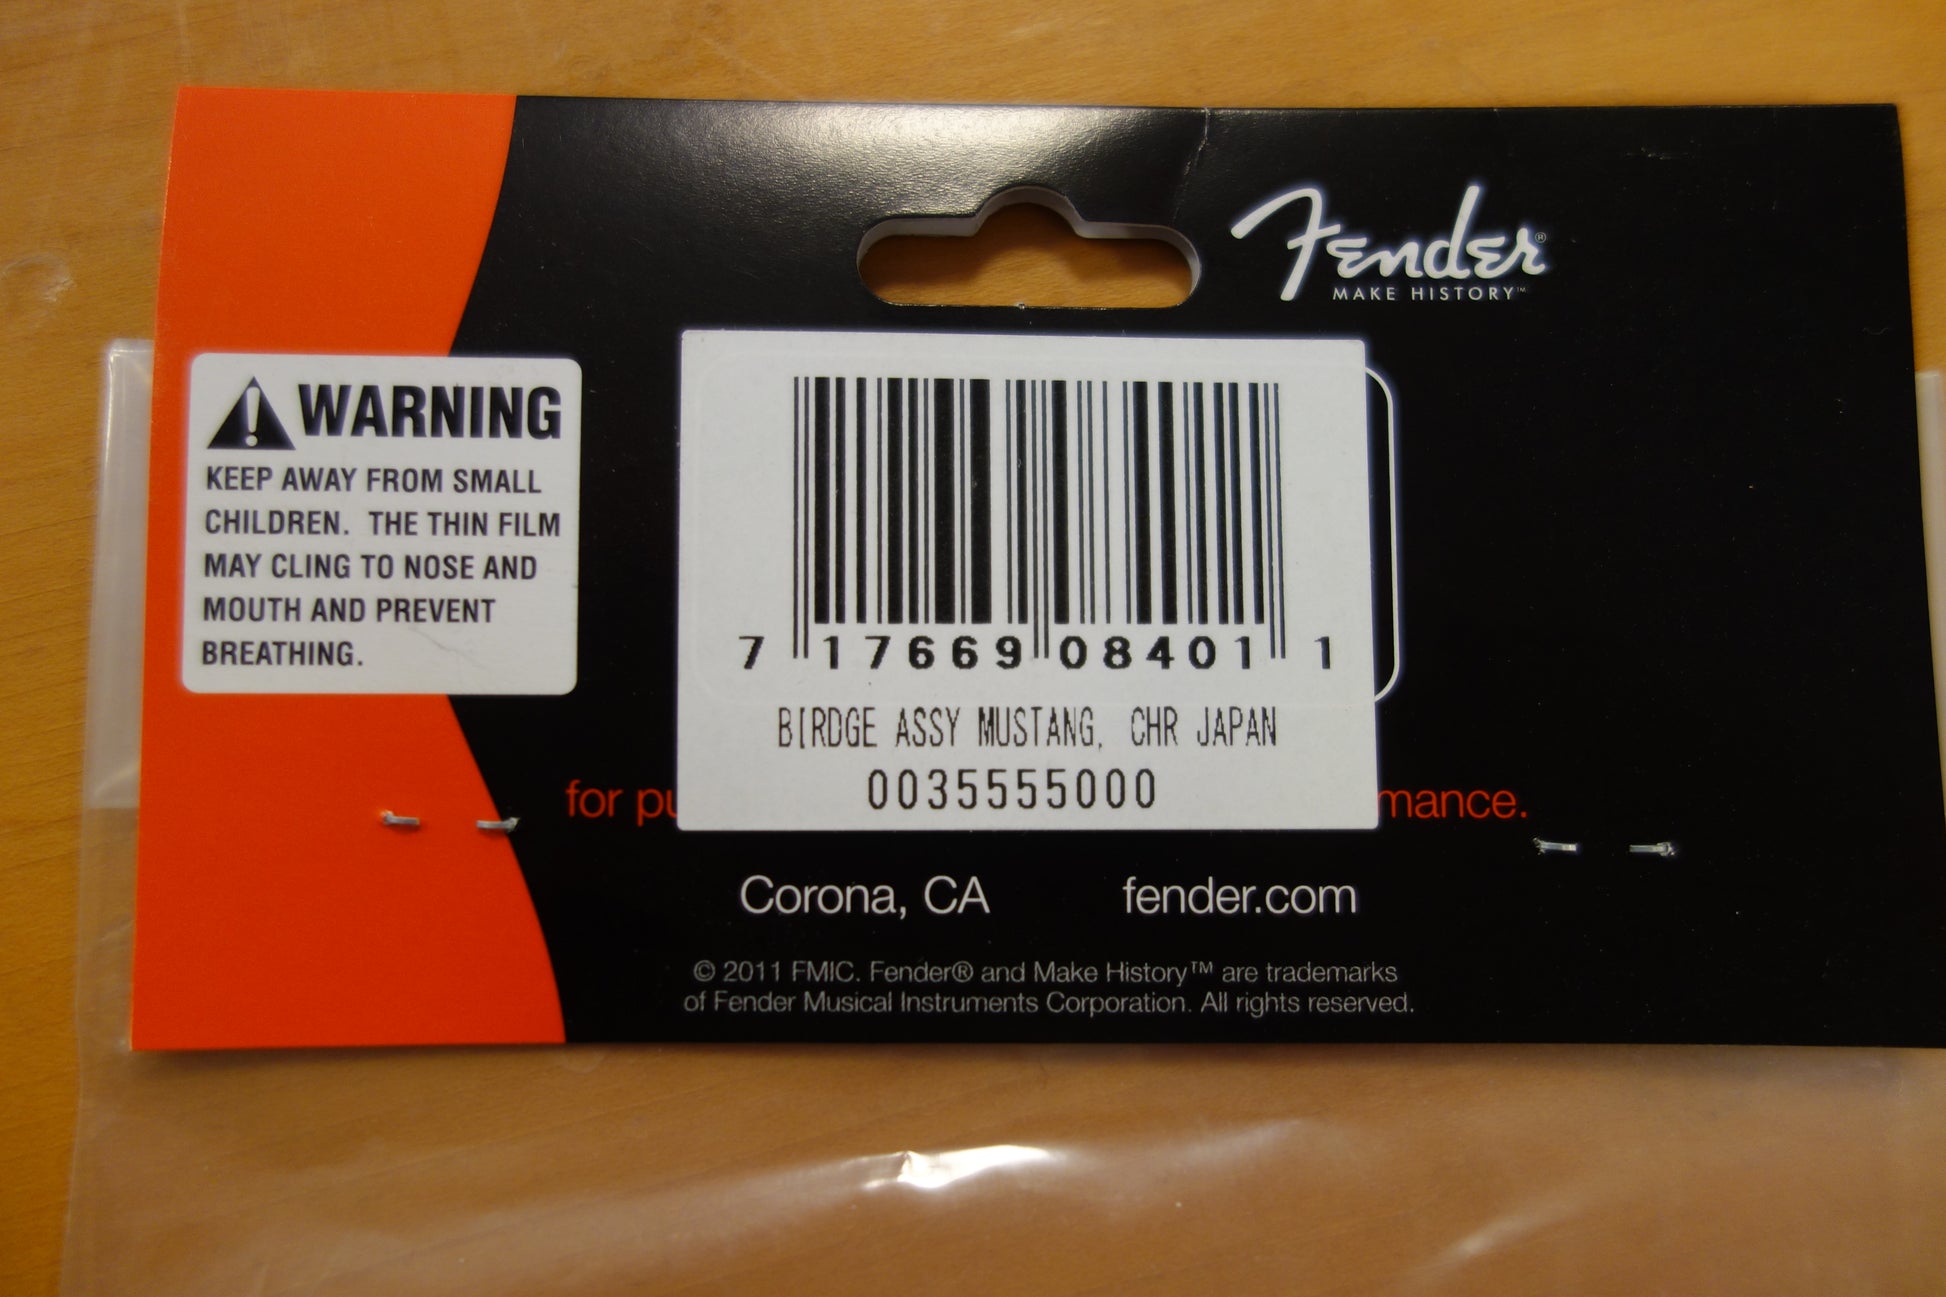 Fender®
MAKE HISTORY™
WARNING
KEEP AWAY FROM SMALL
CHILDREN. THE THIN FILM
MAY CLING TO NOSE AND
MOUTH AND PREVENT
BREATHING.
7 17669 08401 1
BIRDGE ASSY MUSTANG, CHR JAPAN
0035555000
for pu mance.
Corona, CA fender.com
© 2011 FMIC. Fender® and Make History™ are trademarks
of Fender Musical Instruments Corporation. All rights reserved.